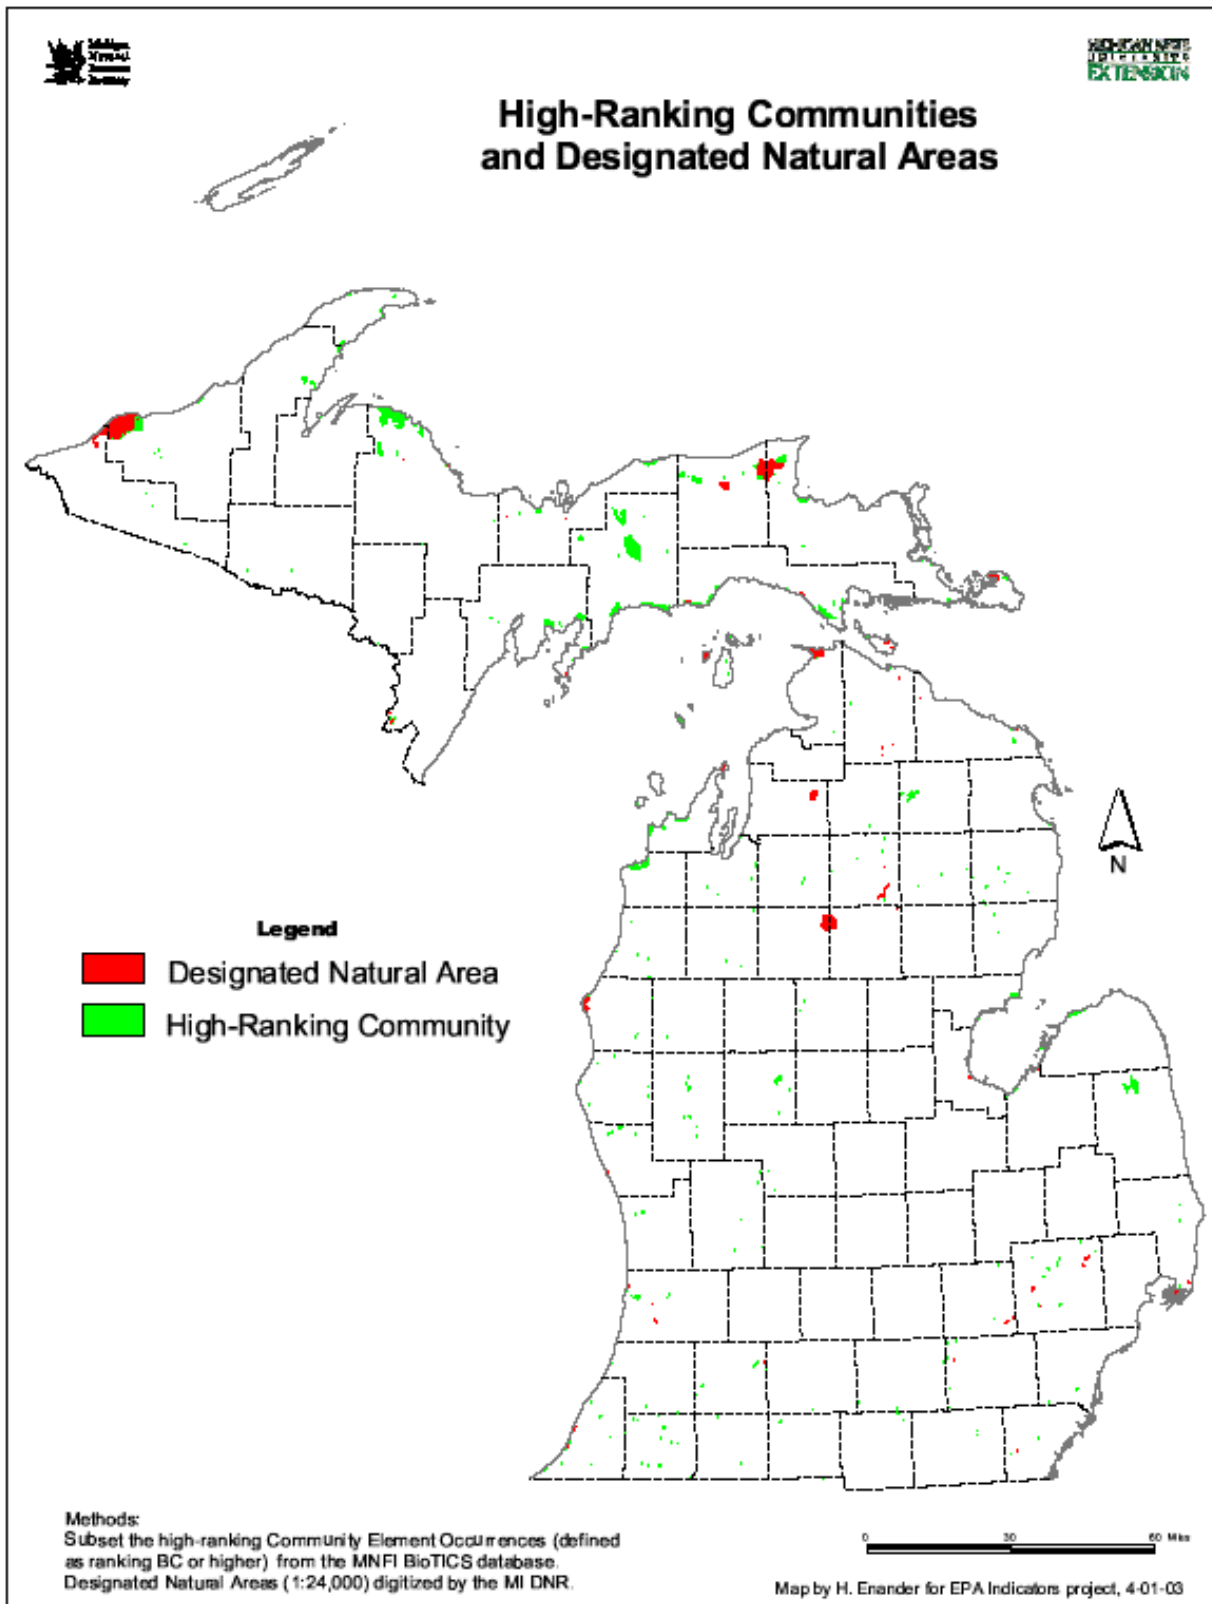 EXTENSION
High-Ranking Communities
and Designated Natural Areas
N
Legend
Designated Natural Area
High-Ranking Community
Methods:
Subset the high-ranking Community Element Occurrences (defined
as ranking BC or higher) from the MNFI BioTICS database.
Designated Natural Areas (1:24,000) digitized by the MI DNR.
0 30 60 Miles
Map by H. Enander for EPA Indicators project, 4-01-03